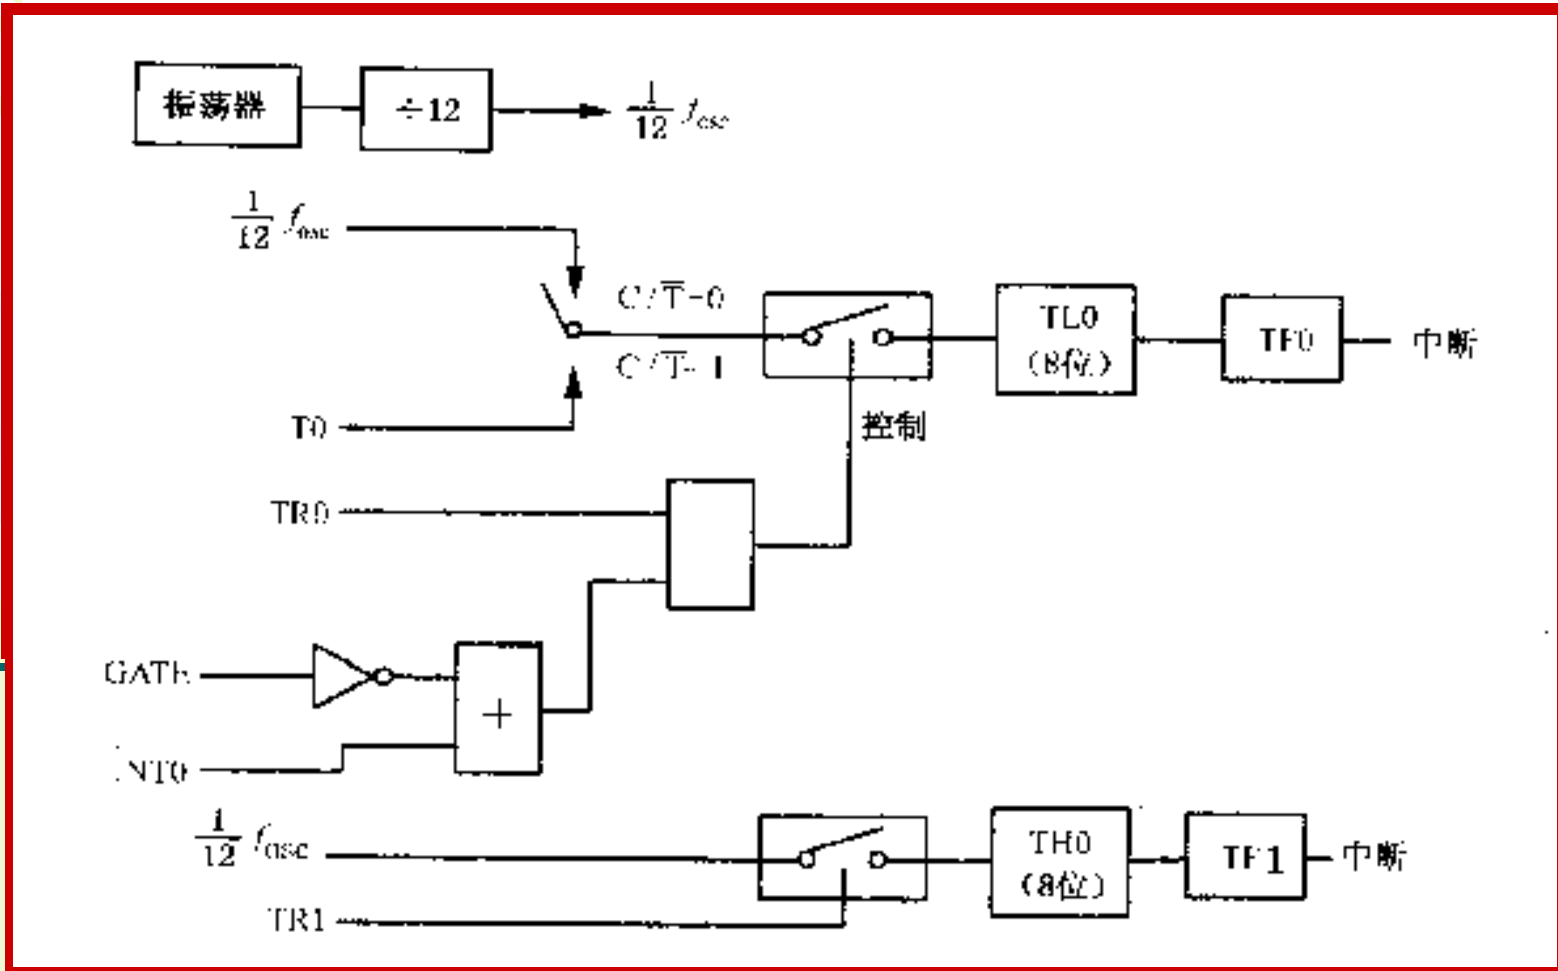 振荡器 ÷12 1/12 fosc
1/12 fosc
C/T̅=0
TL0
(8位)
TF0 中断
C/T̅=1
T0
控制
TR0
GATE
+
INT0
1/12 fosc
TH0
(8位)
TF1 中断
TR1